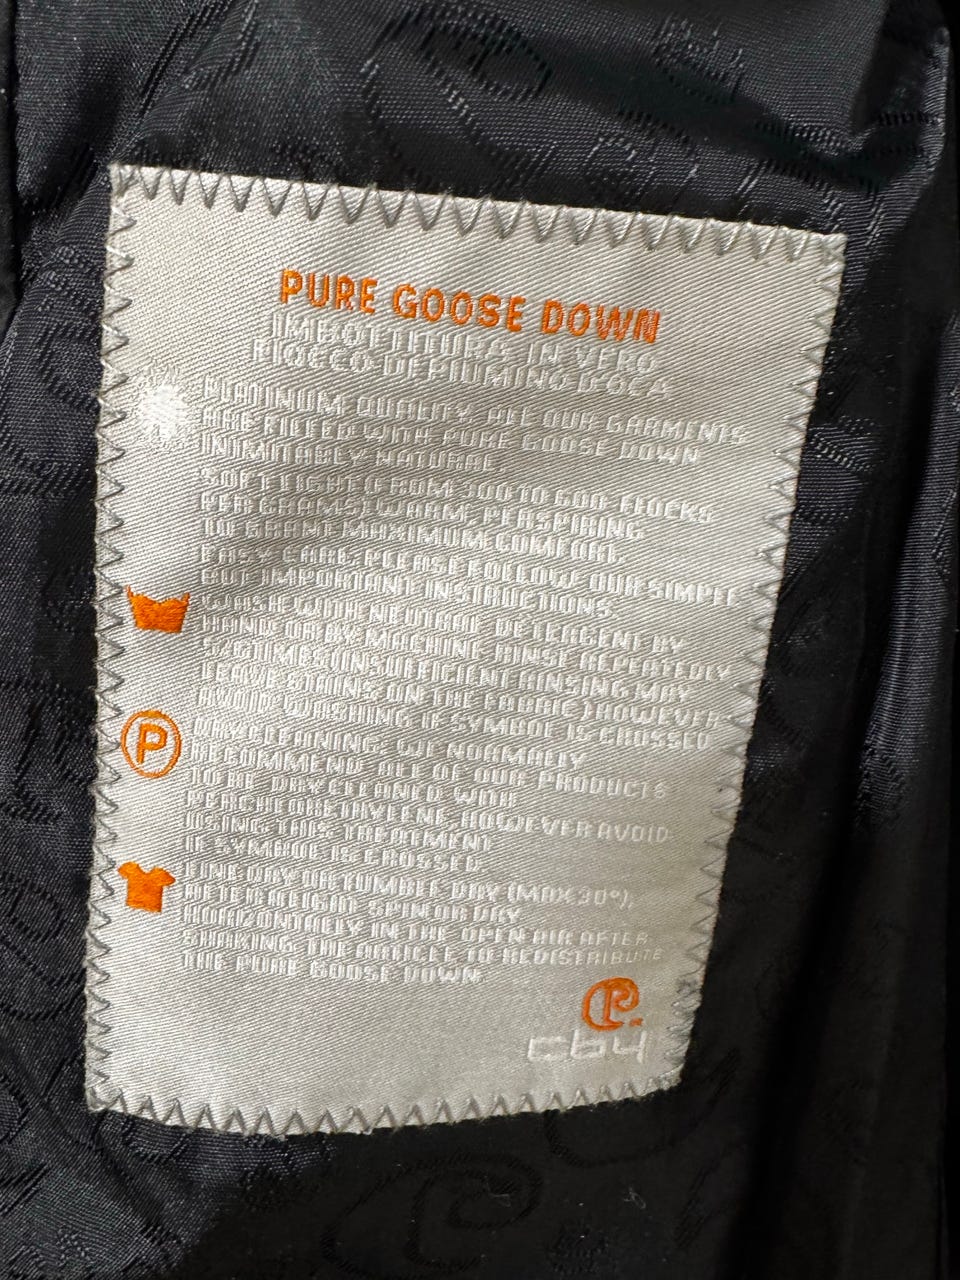 PURE GOOSE DOWN
IMBOTTITURA IN VERO
FIOCCO DI PIUMINO D'OCA
PLATINUM QUALITY. ALL OUR GARMENTS
ARE FILLED WITH PURE GOOSE DOWN
INIMITABLY NATURAL.
SOFT LIGHT (FROM 300 TO 600 FLOCKS
PER GRAMS) WARM, PERSPIRING
TO GRANT MAXIMUM COMFORT.
EASY CARE. PLEASE FOLLOW OUR SIMPLE
BUT IMPORTANT INSTRUCTIONS.
WASH WITH NEUTRAL DETERGENT BY
HAND OR BY MACHINE RINSE REPEATEDLY
INSUFFICIENT RINSING MAY
LEAVE STAINS ON THE FABRIC) HOWEVER
AVOID WASHING IF SYMBOL IS CROSSED
P
DRY CLEANING. WE NORMALLY
RECOMMEND ALL OF OUR PRODUCTS
TO BE DRY CLEANED WITH
HOWEVER AVOID
USING THIS TREATMENT
IF SYMBOL IS CROSSED
LINE DRY OR TUMBLE DRY (MAX 30°),
AFTER A LIGHT SPIN OR DRY
HORIZONTALLY IN THE OPEN AIR AFTER
SHAKING THE ARTICLE TO REDISTRIBUTE
THE PURE GOOSE DOWN